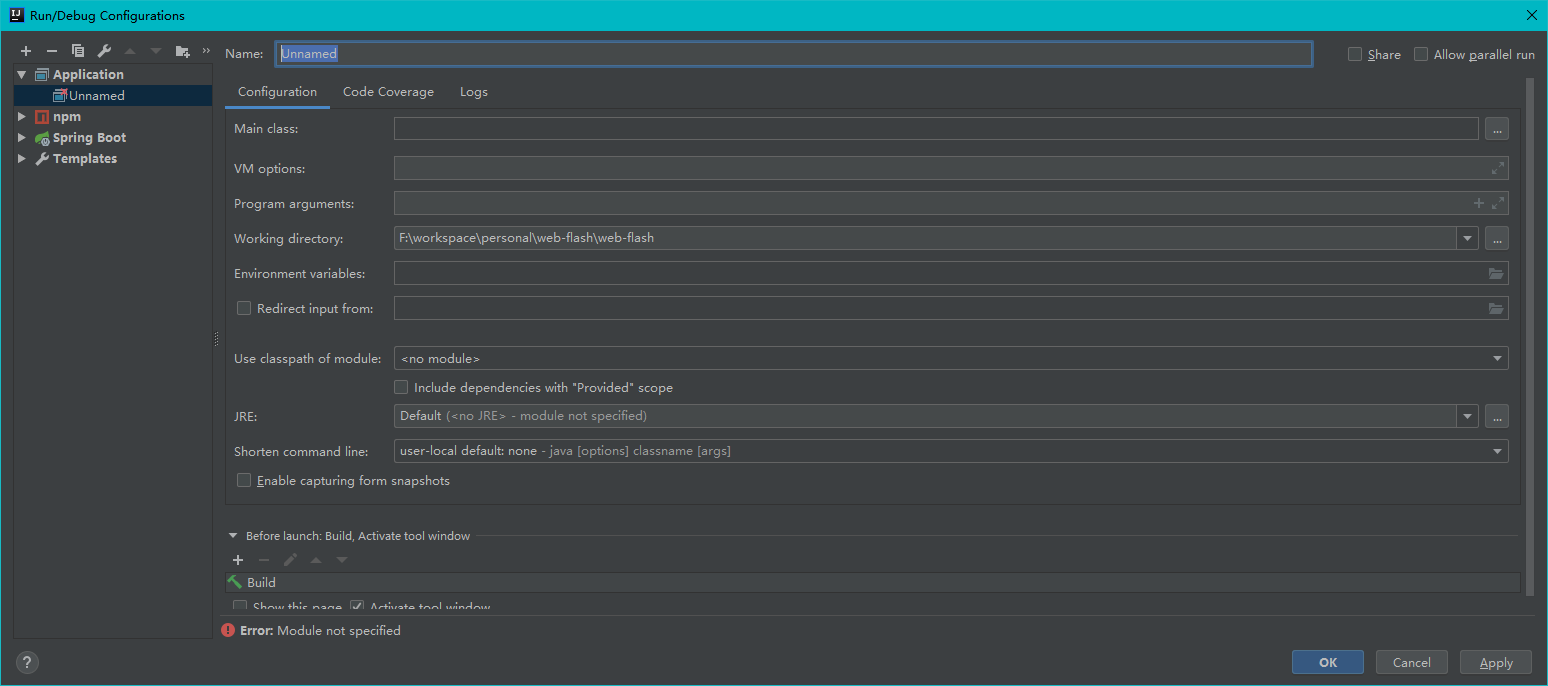 Run/Debug Configurations
Name: Unnamed Share Allow parallel run
Application
Unnamed
npm
Spring Boot
Templates
Configuration Code Coverage Logs
Main class: ...
VM options:
Program arguments:
Working directory: F:\workspace\personal\web-flash\web-flash ...
Environment variables:
Redirect input from:
Use classpath of module: <no module>
Include dependencies with "Provided" scope
JRE: Default (<no JRE> - module not specified) ...
Shorten command line: user-local default: none - java [options] classname [args]
Enable capturing form snapshots
Before launch: Build, Activate tool window
Build
Show this page Activate tool window
Error: Module not specified
? OK Cancel Apply